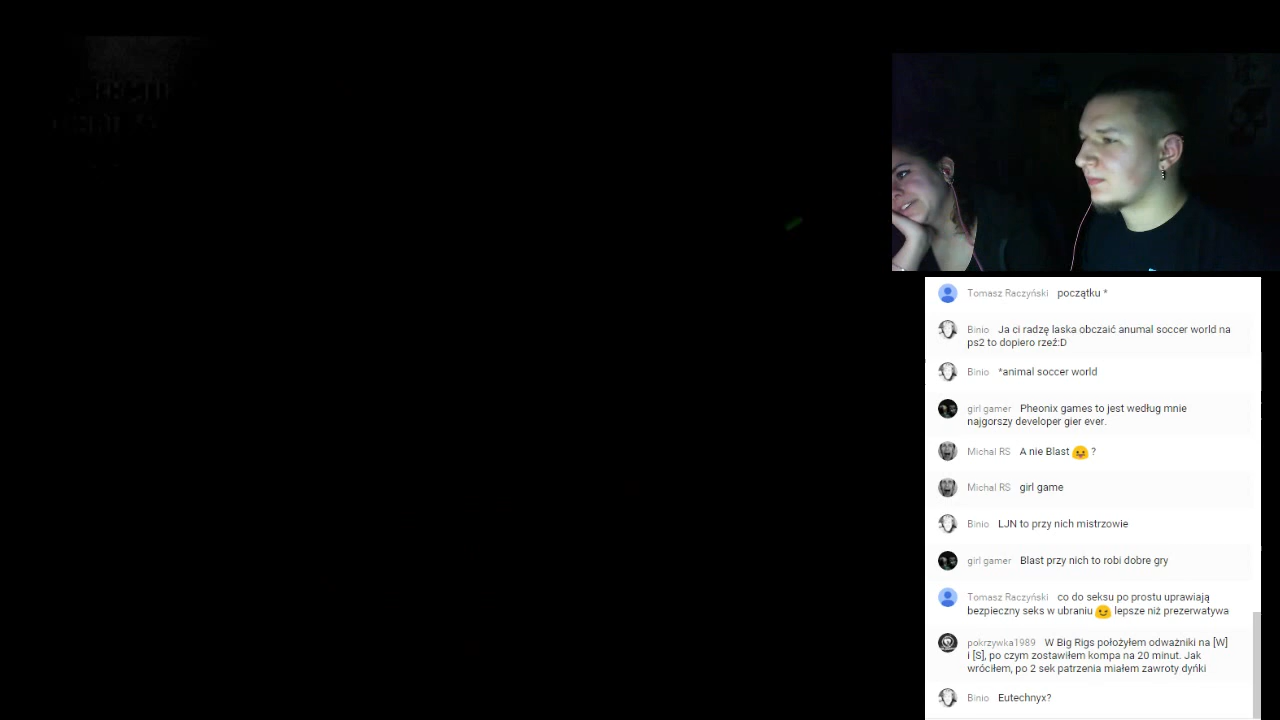 Tomasz Raczyński początku *
Binio Ja ci radzę laska obczaić anumal soccer world na
ps2 to dopiero rzeź:D
Binio *animal soccer world
girl gamer Pheonix games to jest według mnie
najgorszy developer gier ever.
Michal RS A nie Blast 😛 ?
Michal RS girl game
Binio LJN to przy nich mistrzowie
girl gamer Blast przy nich to robi dobre gry
Tomasz Raczyński co do seksu po prostu uprawiają
bezpieczny seks w ubraniu 😉 lepsze niż prezerwatywa
pokrzywka1989 W Big Rigs położyłem odważniki na [W]
i [S], po czym zostawiłem kompa na 20 minut. Jak
wróciłem, po 2 sek patrzenia miałem zawroty dyńki
Binio Eutechnyx?